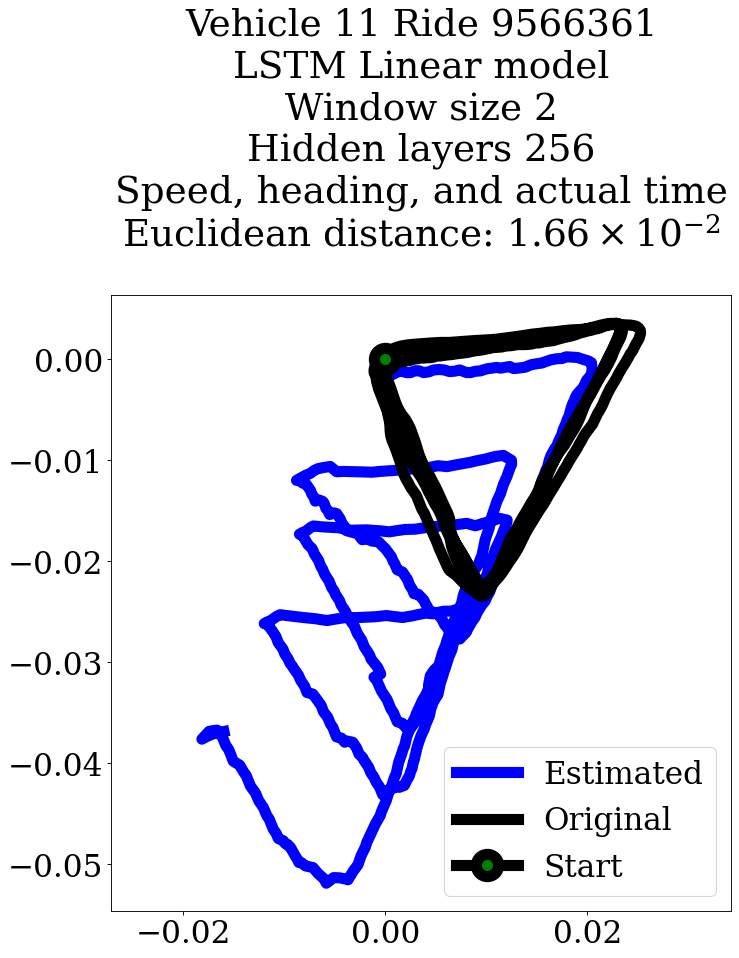 Vehicle 11 Ride 9566361
LSTM Linear model
Window size 2
Hidden layers 256
Speed, heading, and actual time
Euclidean distance: 1.66 × 10⁻²
0.00
−0.01
−0.02
−0.03
−0.04
−0.05
Estimated
Original
Start
−0.02 0.00 0.02